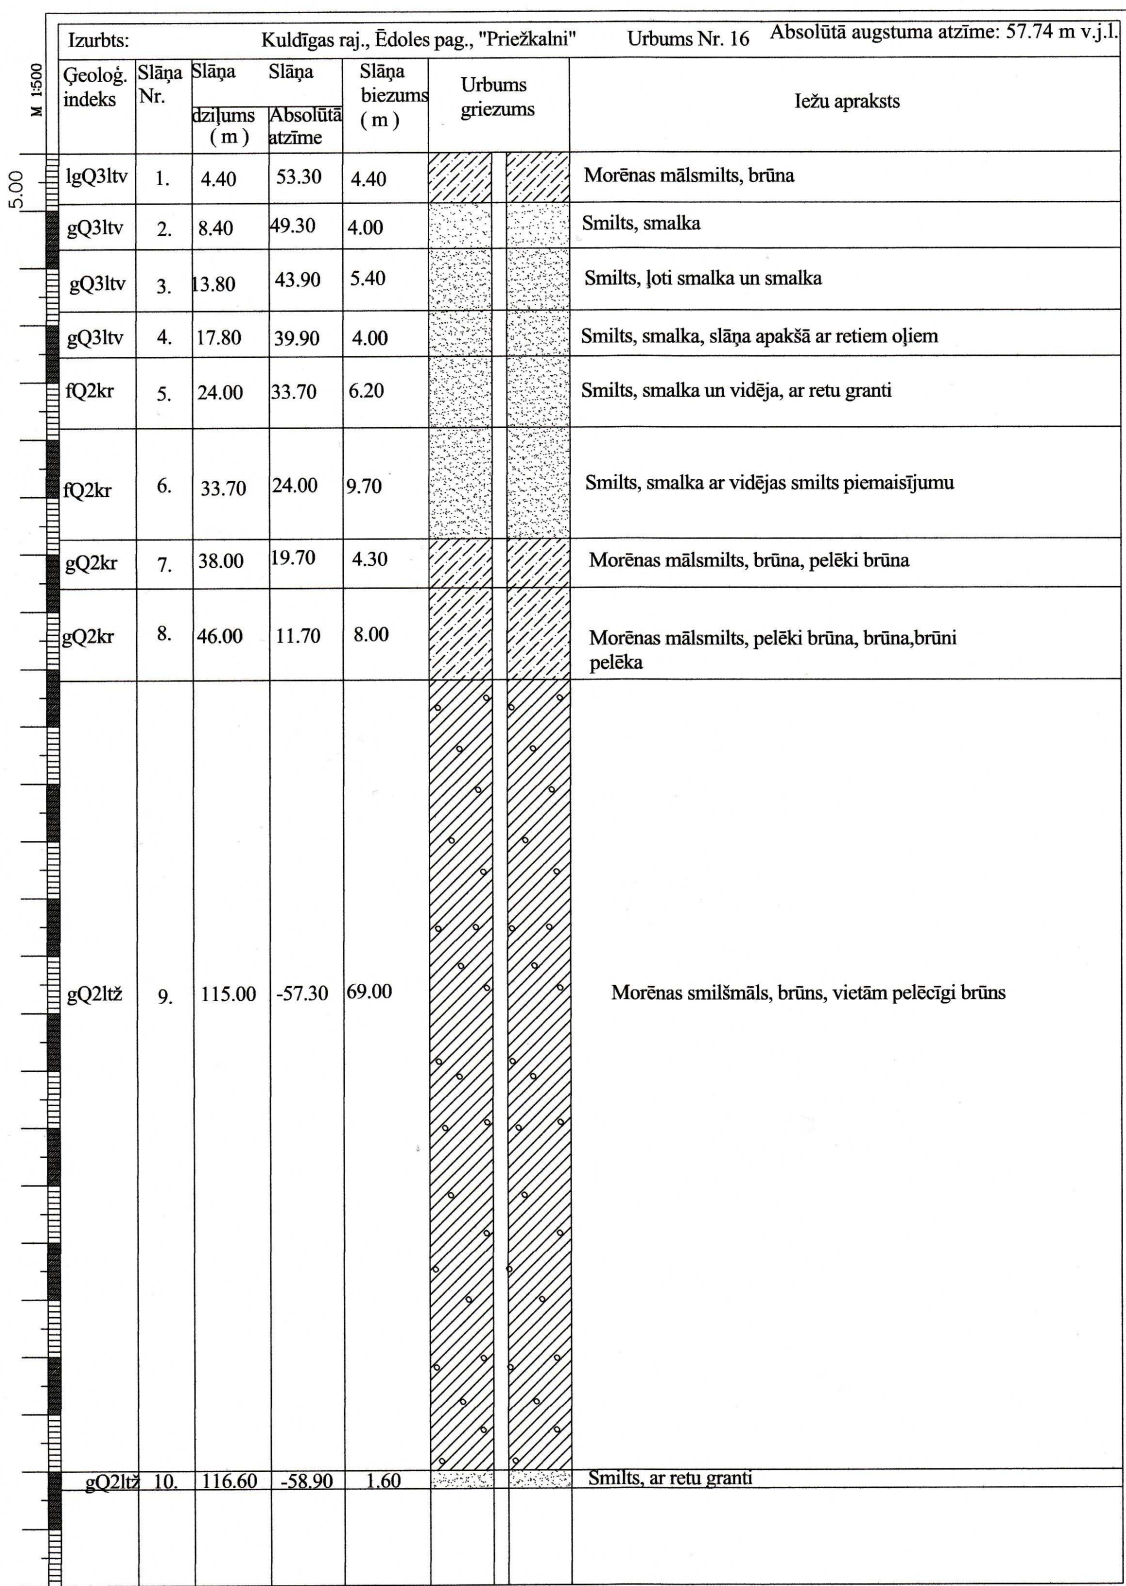 Izurbts: Kuldīgas raj., Ēdoles pag., "Priežkalni" Urbums Nr. 16 Absolūtā augstuma atzīme: 57.74 m v.j.l.
M 1:500
Ģeoloģ. indeks
Slāņa Nr.
Slāņa dziļums ( m )
Slāņa Absolūtā atzīme
Slāņa biezums ( m )
Urbums griezums
Iežu apraksts
5.00
lgQ3ltv 1. 4.40 53.30 4.40 Morēnas mālsmilts, brūna
gQ3ltv 2. 8.40 49.30 4.00 Smilts, smalka
gQ3ltv 3. 13.80 43.90 5.40 Smilts, ļoti smalka un smalka
gQ3ltv 4. 17.80 39.90 4.00 Smilts, smalka, slāņa apakšā ar retiem oļiem
fQ2kr 5. 24.00 33.70 6.20 Smilts, smalka un vidēja, ar retu granti
fQ2kr 6. 33.70 24.00 9.70 Smilts, smalka ar vidējas smilts piemaisījumu
gQ2kr 7. 38.00 19.70 4.30 Morēnas mālsmilts, brūna, pelēki brūna
gQ2kr 8. 46.00 11.70 8.00 Morēnas mālsmilts, pelēki brūna, brūna,brūni
pelēka
gQ2ltž 9. 115.00 -57.30 69.00 Morēnas smilšmāls, brūns, vietām pelēcīgi brūns
gQ2ltž 10. 116.60 -58.90 1.60 Smilts, ar retu granti